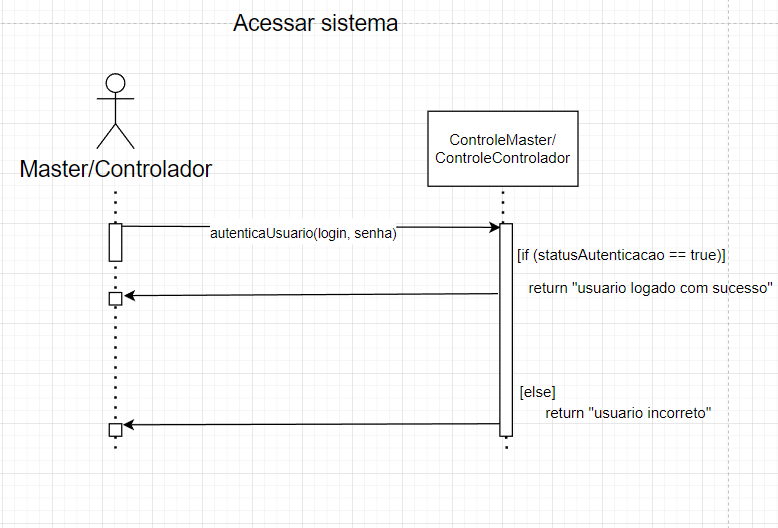 Acessar sistema
ControleMaster/
ControleControlador
Master/Controlador
autenticaUsuario(login, senha)
[if (statusAutenticacao == true)]
return "usuario logado com sucesso"
[else]
return "usuario incorreto"